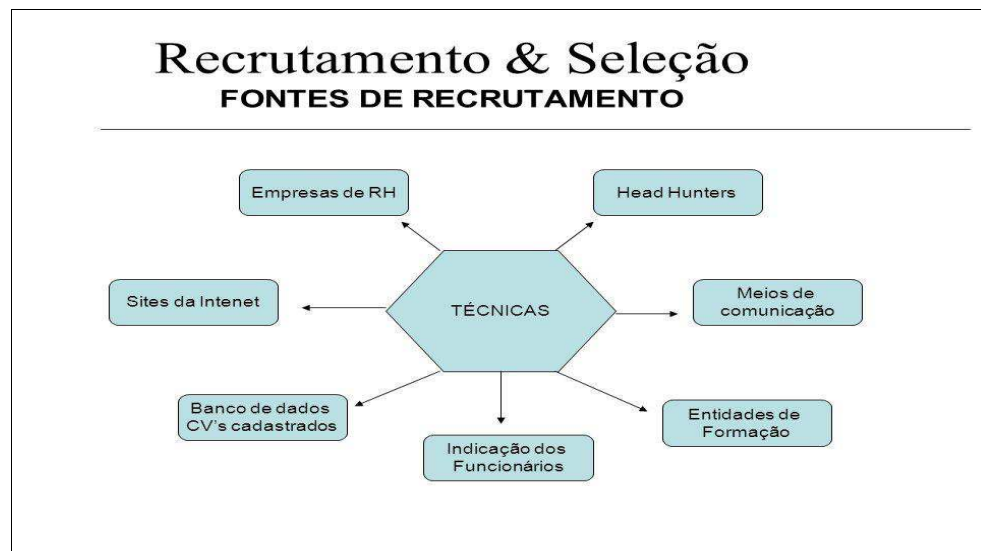 Recrutamento & Seleção
FONTES DE RECRUTAMENTO
Empresas de RH
Head Hunters
Sites da Intenet
TÉCNICAS
Meios de
comunicação
Banco de dados
CV's cadastrados
Indicação dos
Funcionários
Entidades de
Formação